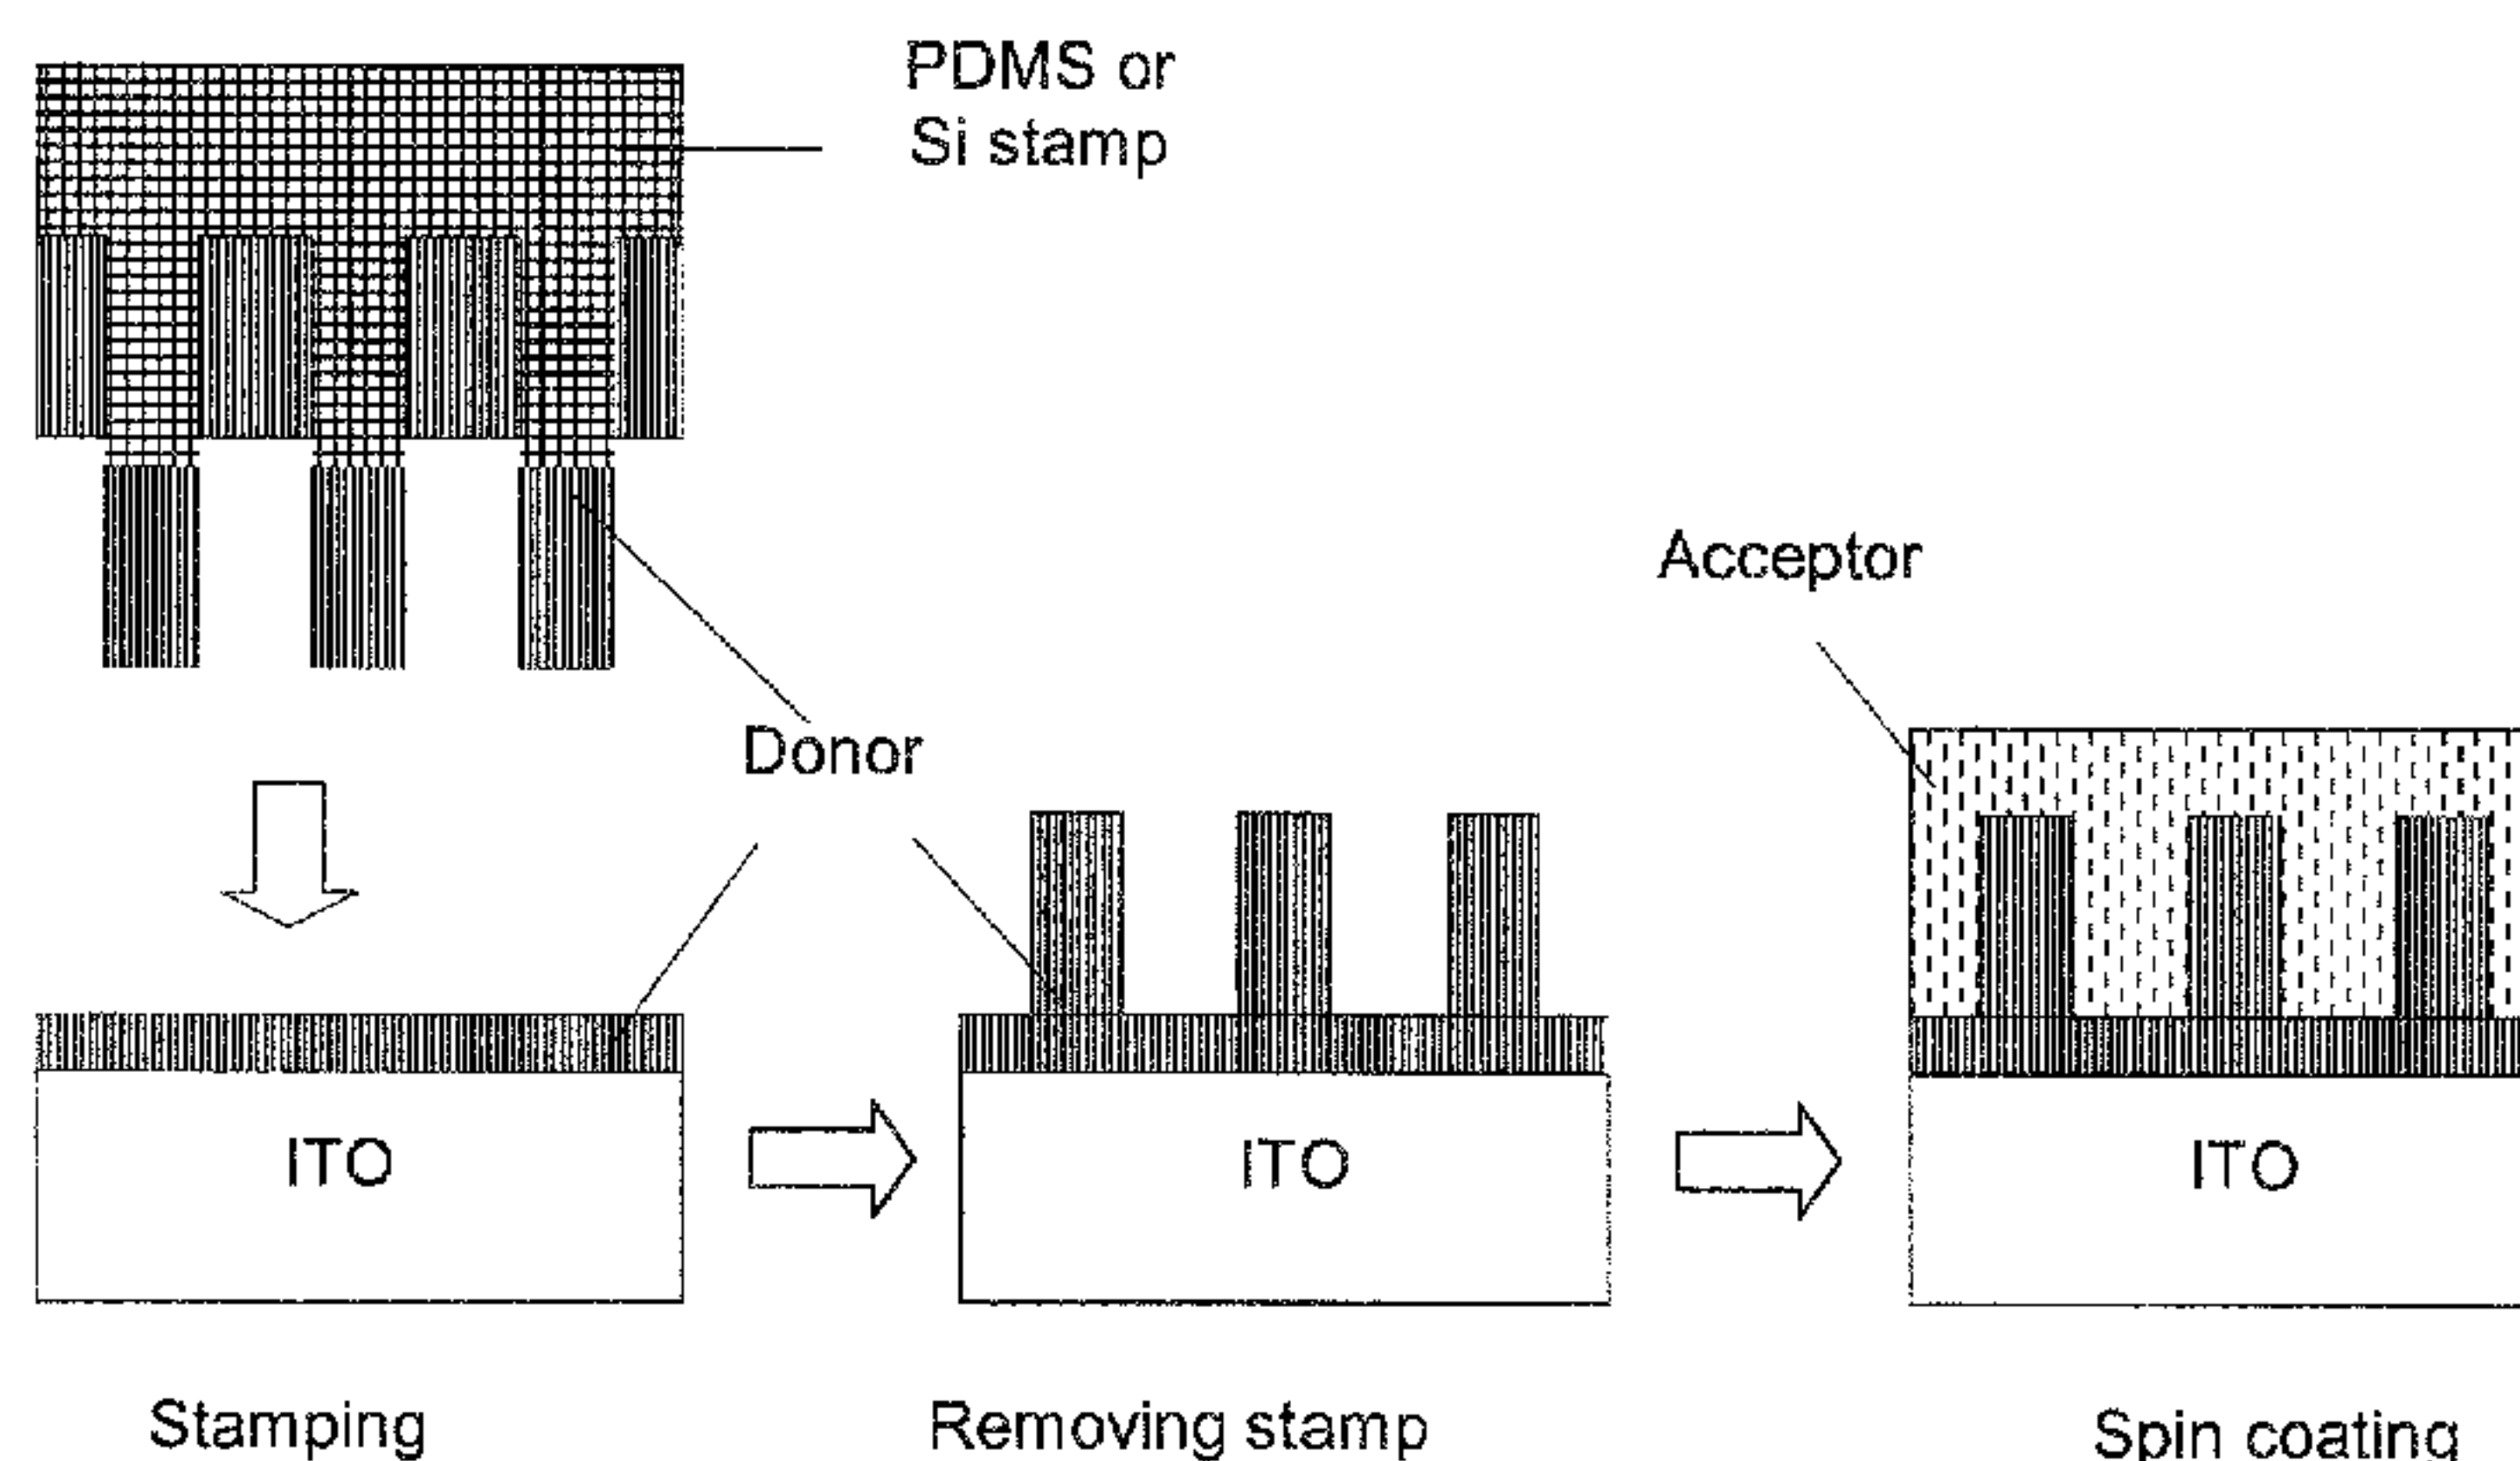 PDMS or
Si stamp
Acceptor
Donor
ITO
ITO
ITO
Stamping
Removing stamp
Spin coating